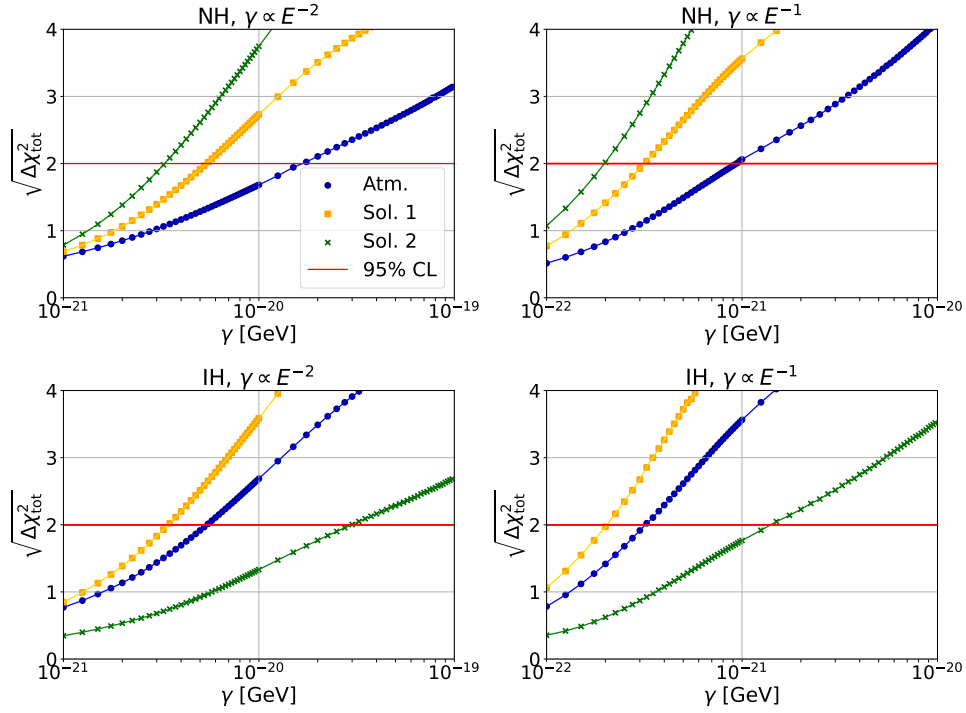 NH, γ ∝ E⁻²
4
3
2
1
0
√Δχ²tot
Atm.
Sol. 1
Sol. 2
95% CL
10⁻²¹
10⁻²⁰
10⁻¹⁹
γ [GeV]
NH, γ ∝ E⁻¹
4
3
2
1
0
√Δχ²tot
10⁻²²
10⁻²¹
10⁻²⁰
γ [GeV]
IH, γ ∝ E⁻²
4
3
2
1
0
√Δχ²tot
10⁻²¹
10⁻²⁰
10⁻¹⁹
γ [GeV]
IH, γ ∝ E⁻¹
4
3
2
1
0
√Δχ²tot
10⁻²²
10⁻²¹
10⁻²⁰
γ [GeV]